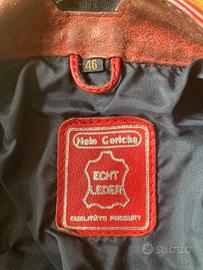 46
Hein Gericke
ECHT
LEDER
QUALITÄTS PRODUKT
subito